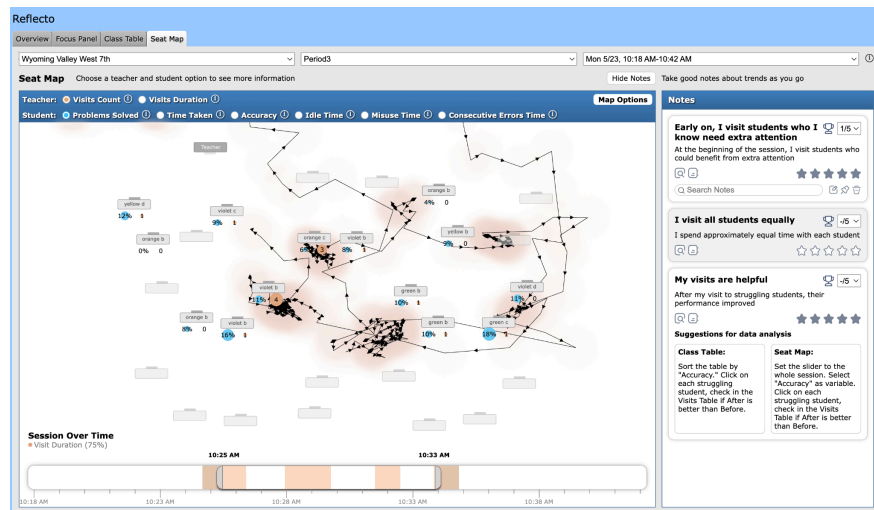 Reflecto
Overview Focus Panel Class Table Seat Map
Wyoming Valley West 7th Period3 Mon 5/23, 10:18 AM-10:42 AM
Seat Map Choose a teacher and student option to see more information Hide Notes Take good notes about trends as you go
Teacher: Visits Count Visits Duration Map Options
Student: Problems Solved Time Taken Accuracy Idle Time Misuse Time Consecutive Errors Time
Teacher
orange b
4% 0
yellow d
12%
violet c
9%
orange b
0% 0
orange c
6% 3
violet b
8%
yellow b
9% 0
violet b
11% 4
green b
10%
violet d
11% 0
orange b
8% 0
violet b
16%
green b
10%
green c
18%
Session Over Time
Visit Duration (75%)
10:25 AM 10:33 AM
10:18 AM 10:23 AM 10:28 AM 10:33 AM 10:38 AM
Notes
Early on, I visit students who I know need extra attention 1/5
At the beginning of the session, I visit students who
could benefit from extra attention
Search Notes
I visit all students equally -/5
I spend approximately equal time with each student
My visits are helpful -/5
After my visit to struggling students, their
performance improved
Suggestions for data analysis
Class Table:
Sort the table by
"Accuracy." Click on
each struggling
student, check in the
Visits Table if After is
better than Before.
Seat Map:
Set the slider to the
whole session. Select
"Accuracy" as variable.
Click on each
struggling student,
check in the Visits
Table if After is better
than Before.